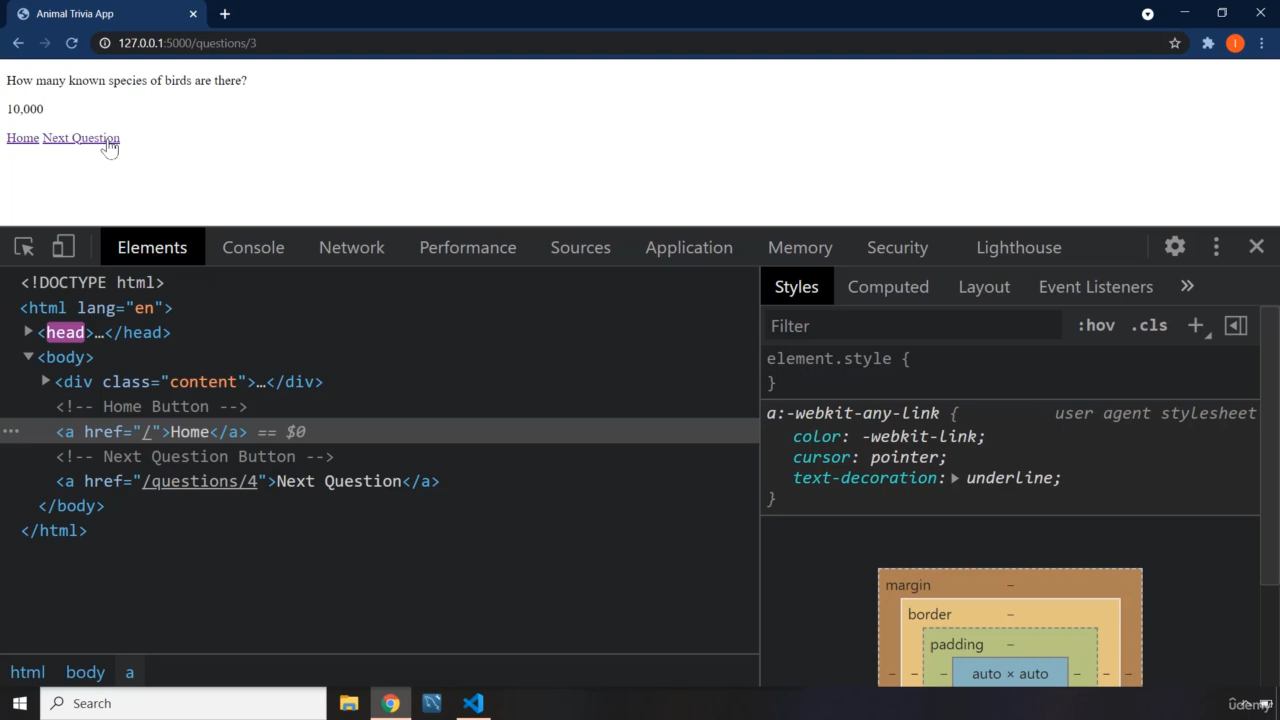 Animal Trivia App
127.0.0.1:5000/questions/3
I
How many known species of birds are there?
10,000
Home Next Question
Elements Console Network Performance Sources Application Memory Security Lighthouse
<!DOCTYPE html>
<html lang="en">
<head>…</head>
<body>
<div class="content">…</div>
<!-- Home Button -->
<a href="/">Home</a> == $0
<!-- Next Question Button -->
<a href="/questions/4">Next Question</a>
</body>
</html>
html body a
Styles Computed Layout Event Listeners »
Filter :hov .cls +
element.style {
}
a:-webkit-any-link { user agent stylesheet
color: -webkit-link;
cursor: pointer;
text-decoration: underline;
}
margin –
border –
padding –
– – – auto × auto – – –
Search
udemy